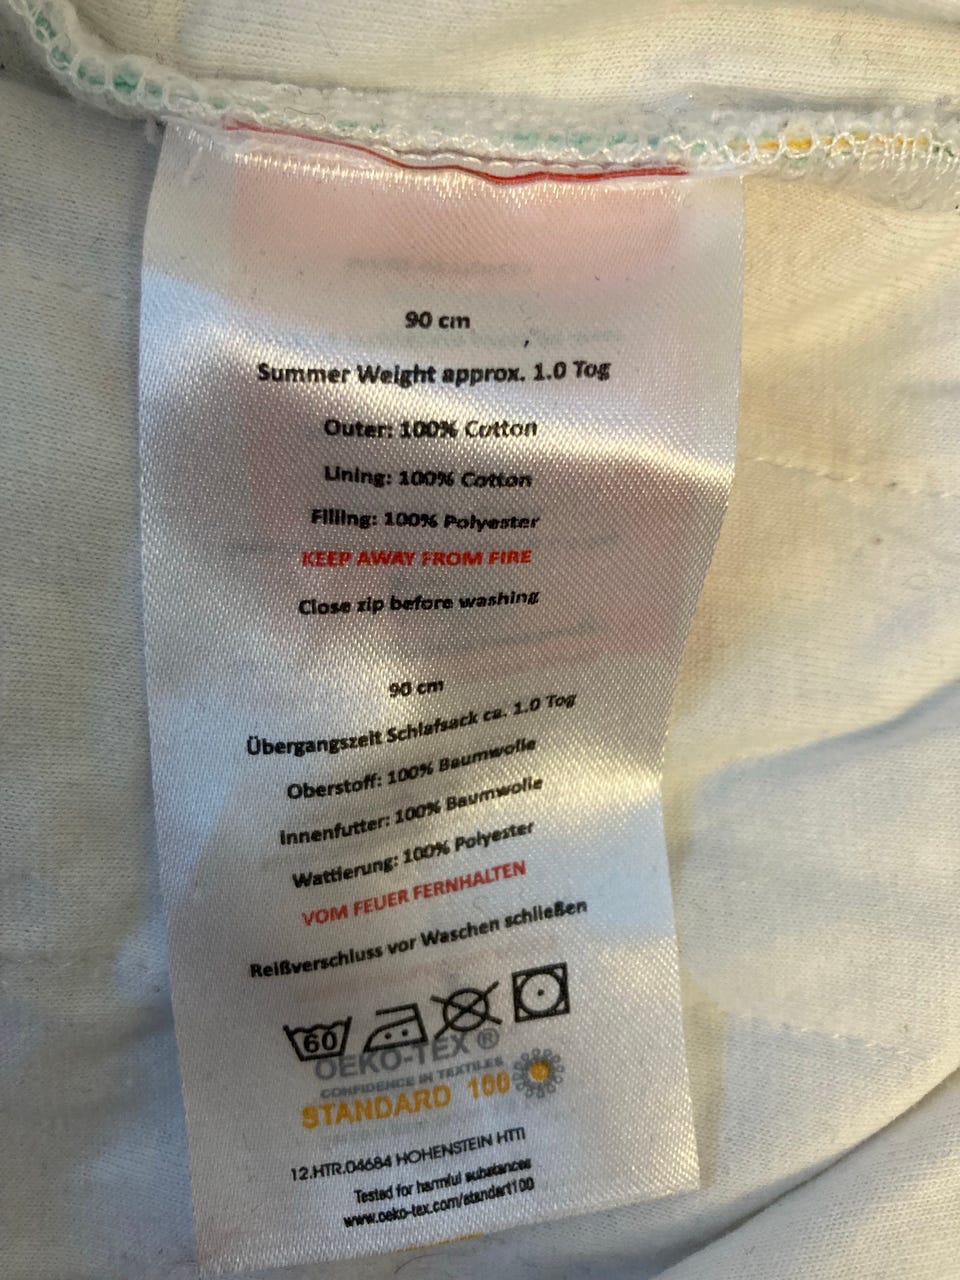 90 cm
Summer Weight approx. 1.0 Tog
Outer: 100% Cotton
Lining: 100% Cotton
Filling: 100% Polyester
KEEP AWAY FROM FIRE
Close zip before washing
90 cm
Übergangszeit Schlafsack ca. 1.0 Tog
Oberstoff: 100% Baumwolle
Innenfutter: 100% Baumwolle
Wattierung: 100% Polyester
VOM FEUER FERNHALTEN
Reißverschluss vor Waschen schließen
60
OEKO-TEX®
CONFIDENCE IN TEXTILES
STANDARD 100
12.HTR.04684 HOHENSTEIN HTTI
Tested for harmful substances
www.oeko-tex.com/standart100